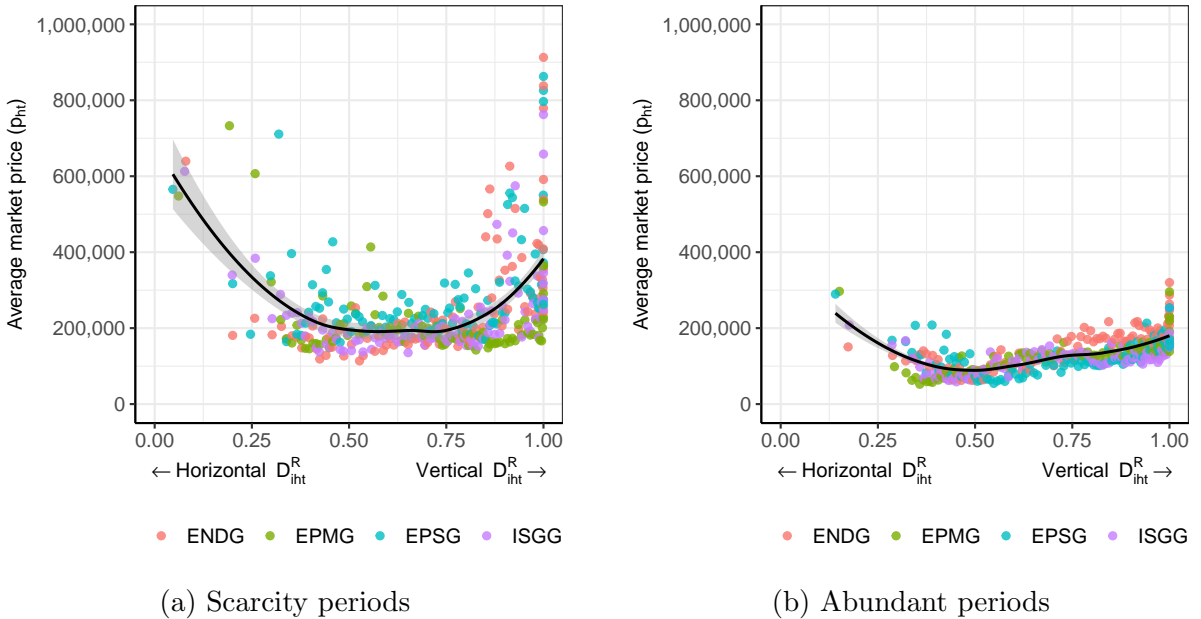 1,000,000
800,000
600,000
400,000
200,000
0
Average market price (pht)
0.00 0.25 0.50 0.75 1.00
← Horizontal D^R_iht Vertical D^R_iht →
ENDG EPMG EPSG ISGG
(a) Scarcity periods
1,000,000
800,000
600,000
400,000
200,000
0
Average market price (pht)
0.00 0.25 0.50 0.75 1.00
← Horizontal D^R_iht Vertical D^R_iht →
ENDG EPMG EPSG ISGG
(b) Abundant periods